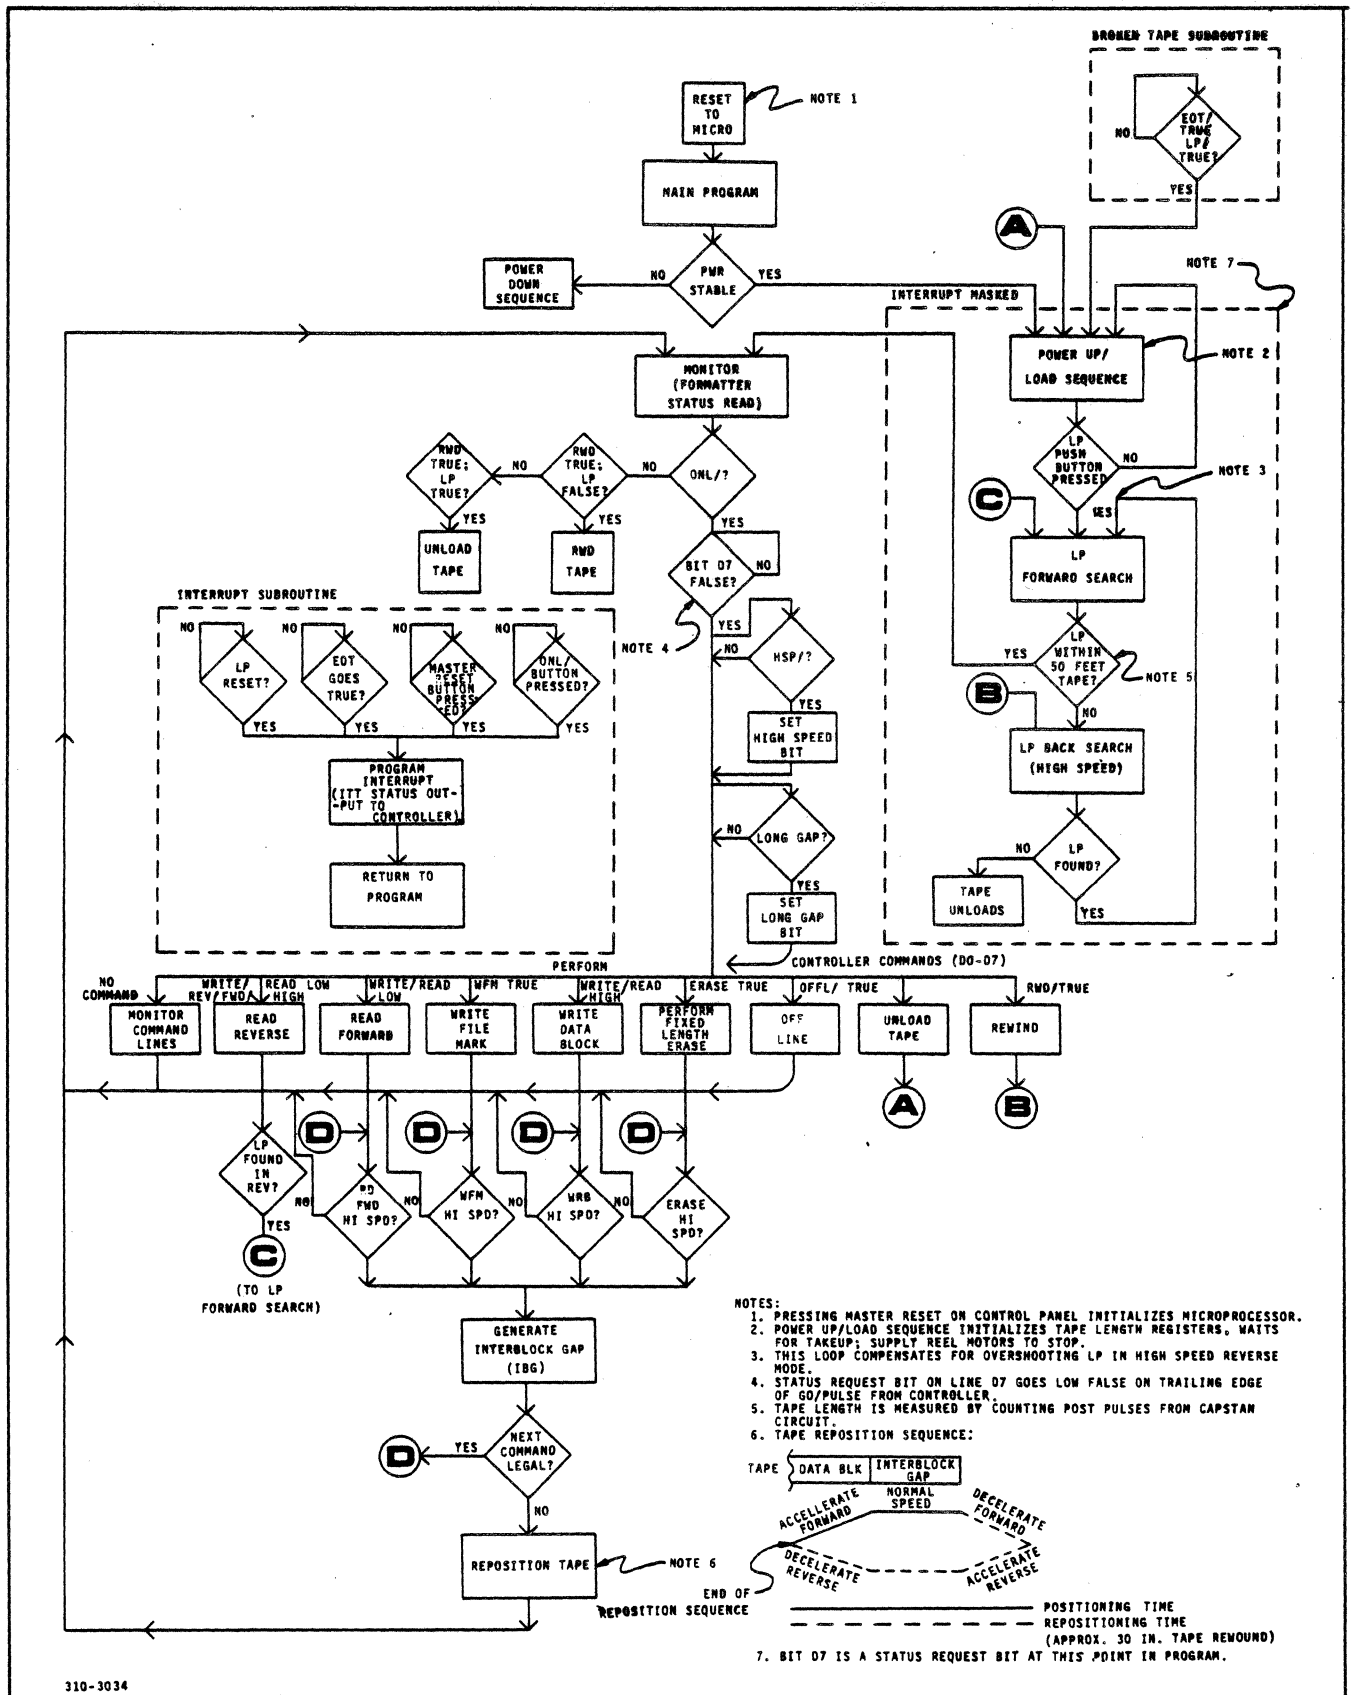 BROKEN TAPE SUBROUTINE
RESET
TO
MICRO
NOTE 1
EOT/
TRUE
LP/
TRUE?
NO
YES
MAIN PROGRAM
A
NOTE 7
PWR
STABLE
NO
YES
POWER
DOWN
SEQUENCE
INTERRUPT MASKED
POWER UP/
LOAD SEQUENCE
NOTE 2
MONITOR
(FORMATTER
STATUS READ)
LP
PUSH
BUTTON
PRESSED
NO
YES
NOTE 3
RWD
TRUE;
LP
TRUE?
NO
RWD
TRUE;
LP
FALSE?
NO
ONL/?
YES
YES
YES
UNLOAD
TAPE
RWD
TAPE
BIT D7
FALSE?
NO
YES
NOTE 4
C
LP
FORWARD SEARCH
LP
WITHIN
50 FEET
TAPE?
YES
NO
NOTE 5
B
LP BACK SEARCH
(HIGH SPEED)
LP
FOUND?
NO
YES
TAPE
UNLOADS
INTERRUPT SUBROUTINE
NO
NO
NO
NO
LP
RESET?
EOT
GOES
TRUE?
MASTER
RESET
BUTTON
PRESS
ED?
ONL/
BUTTON
PRESSED?
YES
YES
YES
YES
PROGRAM
INTERRUPT
(ITT STATUS OUT-
-PUT TO
CONTROLLER)
RETURN TO
PROGRAM
HSP/?
NO
YES
SET
HIGH SPEED
BIT
LONG GAP?
NO
YES
SET
LONG GAP
BIT
CONTROLLER COMMANDS (D0-D7)
PERFORM
NO
COMMAND
WRITE/
REV/FWD/
READ LOW
HIGH
WRITE/READ
LOW
WFM TRUE
WRITE/READ
HIGH
ERASE TRUE
OFFL/ TRUE
RWD/TRUE
MONITOR
COMMAND
LINES
READ
REVERSE
READ
FORWARD
WRITE
FILE
MARK
WRITE
DATA
BLOCK
PERFORM
FIXED
LENGTH
ERASE
OFF
LINE
UNLOAD
TAPE
REWIND
A
B
D
D
D
D
LP
FOUND
IN
REV?
YES
C
(TO LP
FORWARD SEARCH)
NO
RD
FWD
HI SPD?
NO
WFM
HI SPD?
NO
WRB
HI SPD?
NO
ERASE
HI
SPD?
GENERATE
INTERBLOCK GAP
(IBG)
NEXT
COMMAND
LEGAL?
YES
D
NO
REPOSITION TAPE
NOTE 6
NOTES:
1. PRESSING MASTER RESET ON CONTROL PANEL INITIALIZES MICROPROCESSOR.
2. POWER UP/LOAD SEQUENCE INITIALIZES TAPE LENGTH REGISTERS, WAITS
FOR TAKEUP; SUPPLY REEL MOTORS TO STOP.
3. THIS LOOP COMPENSATES FOR OVERSHOOTING LP IN HIGH SPEED REVERSE
MODE.
4. STATUS REQUEST BIT ON LINE D7 GOES LOW FALSE ON TRAILING EDGE
OF GO/PULSE FROM CONTROLLER.
5. TAPE LENGTH IS MEASURED BY COUNTING POST PULSES FROM CAPSTAN
CIRCUIT.
6. TAPE REPOSITION SEQUENCE:
TAPE
DATA BLK
INTERBLOCK
GAP
ACCELLERATE
FORWARD
NORMAL
SPEED
DECELERATE
FORWARD
DECELERATE
REVERSE
ACCELERATE
REVERSE
END OF
REPOSITION SEQUENCE
POSITIONING TIME
REPOSITIONING TIME
(APPROX. 30 IN. TAPE REWOUND)
7. BIT D7 IS A STATUS REQUEST BIT AT THIS POINT IN PROGRAM.
310-3034